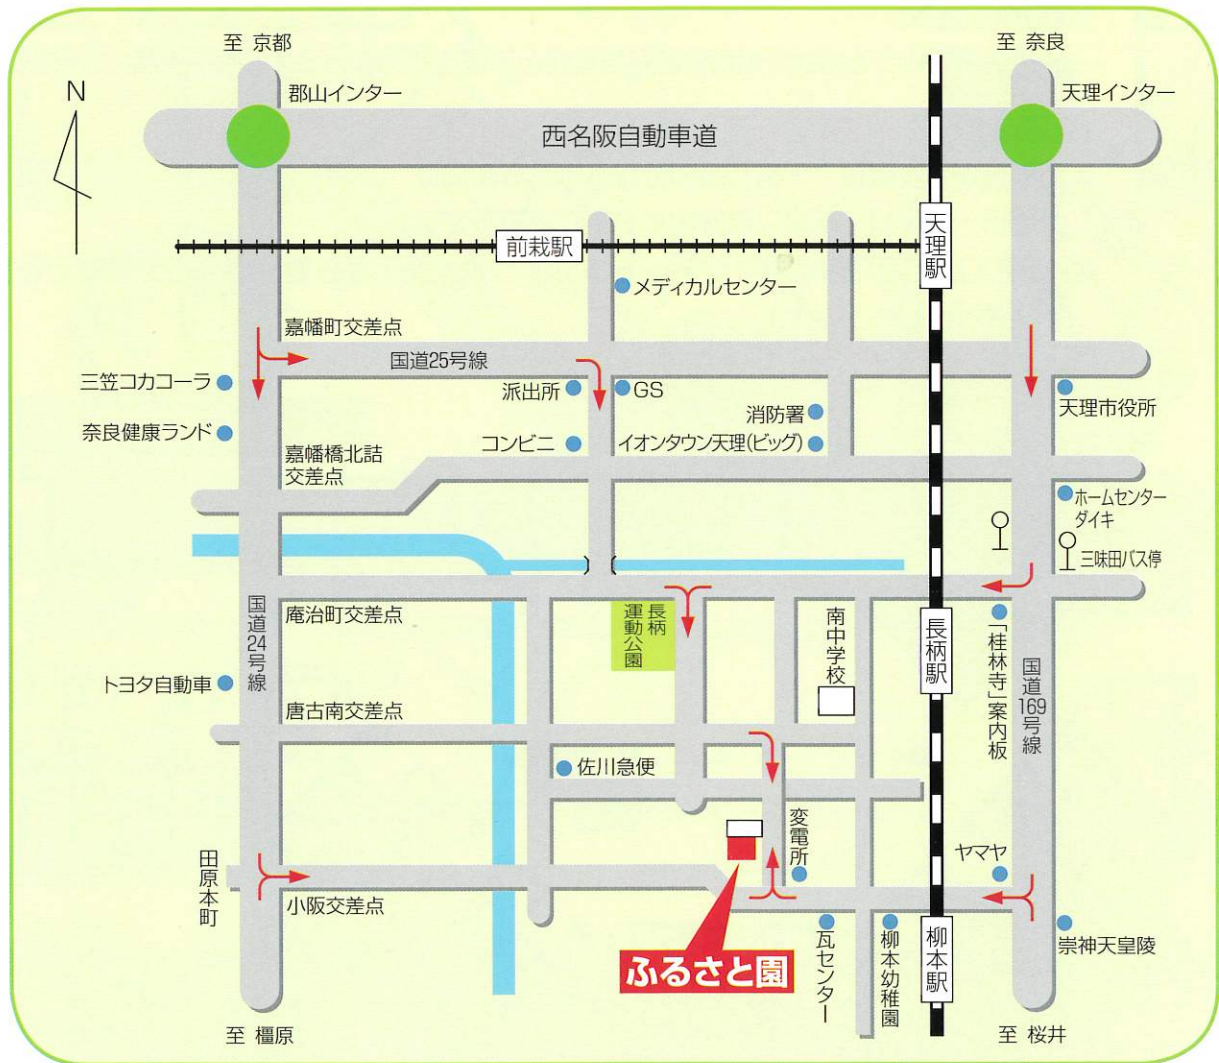 至 京都
至 奈良
N
郡山インター
天理インター
西名阪自動車道
前栽駅
天理駅
メディカルセンター
嘉幡町交差点
国道25号線
三笠コカコーラ
派出所
GS
消防署
天理市役所
奈良健康ランド
嘉幡橋北詰
交差点
コンビニ
イオンタウン天理(ビッグ)
ホームセンター
ダイキ
三味田バス停
国道24号線
庵治町交差点
長柄
運動公園
南中学校
長柄駅
「桂林寺」案内板
国道169号線
トヨタ自動車
唐古南交差点
佐川急便
変電所
ヤマヤ
田原本町
小阪交差点
ふるさと園
瓦センター
柳本幼稚園
柳本駅
崇神天皇陵
至 橿原
至 桜井